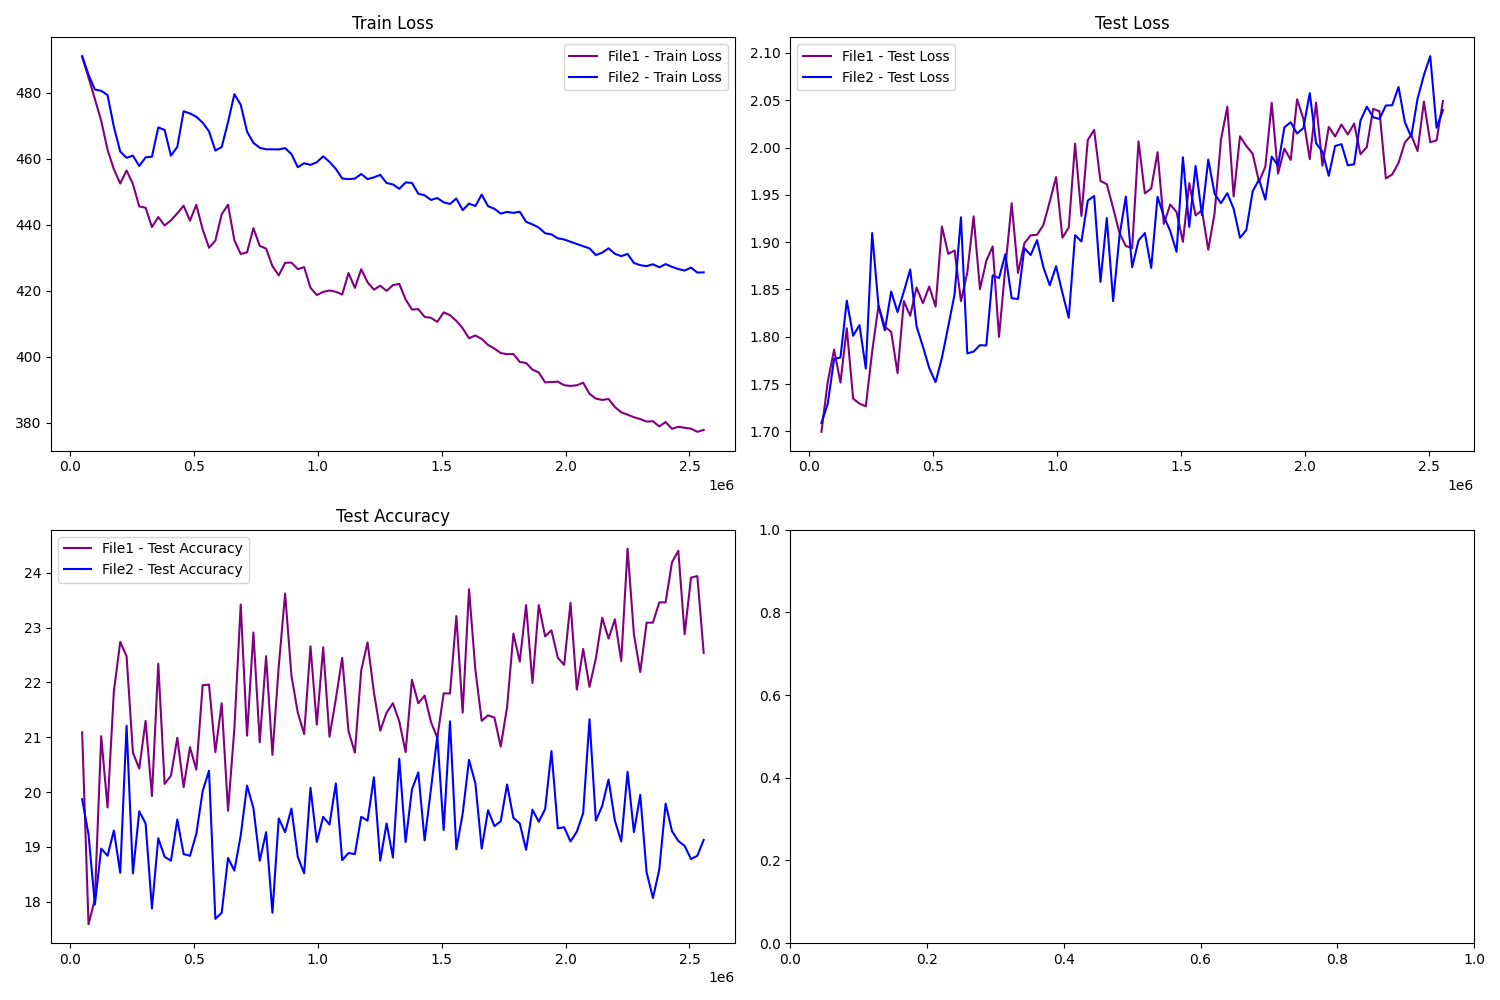 Train Loss
File1 - Train Loss
File2 - Train Loss
480
460
440
420
400
380
0.0 0.5 1.0 1.5 2.0 2.5
1e6
Test Loss
File1 - Test Loss
File2 - Test Loss
2.10
2.05
2.00
1.95
1.90
1.85
1.80
1.75
1.70
0.0 0.5 1.0 1.5 2.0 2.5
1e6
Test Accuracy
File1 - Test Accuracy
File2 - Test Accuracy
24
23
22
21
20
19
18
0.0 0.5 1.0 1.5 2.0 2.5
1e6
1.0
0.8
0.6
0.4
0.2
0.0
0.0 0.2 0.4 0.6 0.8 1.0